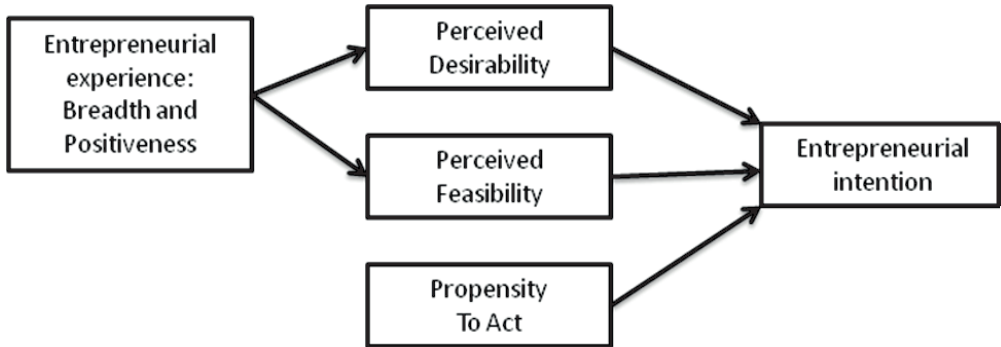 Entrepreneurial
experience:
Breadth and
Positiveness
Perceived
Desirability
Perceived
Feasibility
Propensity
To Act
Entrepreneurial
intention